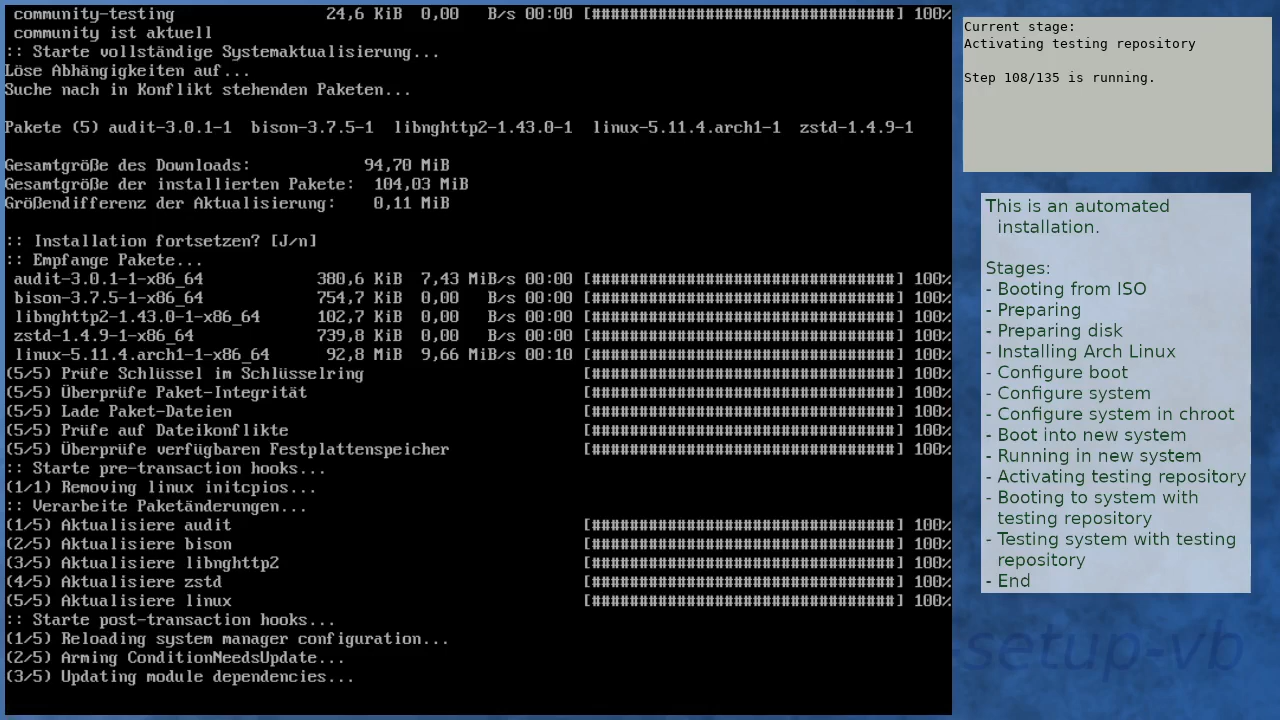 community-testing 24,6 KiB 0,00 B/s 00:00 [################################] 100%
community ist aktuell
:: Starte vollständige Systemaktualisierung...
Löse Abhängigkeiten auf...
Suche nach in Konflikt stehenden Paketen...
Pakete (5) audit-3.0.1-1 bison-3.7.5-1 libnghttp2-1.43.0-1 linux-5.11.4.arch1-1 zstd-1.4.9-1
Gesamtgröße des Downloads: 94,70 MiB
Gesamtgröße der installierten Pakete: 104,03 MiB
Größendifferenz der Aktualisierung: 0,11 MiB
:: Installation fortsetzen? [J/n]
:: Empfange Pakete...
audit-3.0.1-1-x86_64 380,6 KiB 7,43 MiB/s 00:00 [################################] 100%
bison-3.7.5-1-x86_64 754,7 KiB 0,00 B/s 00:00 [################################] 100%
libnghttp2-1.43.0-1-x86_64 102,7 KiB 0,00 B/s 00:00 [################################] 100%
zstd-1.4.9-1-x86_64 739,8 KiB 0,00 B/s 00:00 [################################] 100%
linux-5.11.4.arch1-1-x86_64 92,8 MiB 9,66 MiB/s 00:10 [################################] 100%
(5/5) Prüfe Schlüssel im Schlüsselring [################################] 100%
(5/5) Überprüfe Paket-Integrität [################################] 100%
(5/5) Lade Paket-Dateien [################################] 100%
(5/5) Prüfe auf Dateikonflikte [################################] 100%
(5/5) Überprüfe verfügbaren Festplattenspeicher [################################] 100%
:: Starte pre-transaction hooks...
(1/1) Removing linux initcpios...
:: Verarbeite Paketänderungen...
(1/5) Aktualisiere audit [################################] 100%
(2/5) Aktualisiere bison [################################] 100%
(3/5) Aktualisiere libnghttp2 [################################] 100%
(4/5) Aktualisiere zstd [################################] 100%
(5/5) Aktualisiere linux [################################] 100%
:: Starte post-transaction hooks...
(1/5) Reloading system manager configuration...
(2/5) Arming ConditionNeedsUpdate...
(3/5) Updating module dependencies...
Current stage:
Activating testing repository
Step 108/135 is running.
This is an automated
installation.
Stages:
- Booting from ISO
- Preparing
- Preparing disk
- Installing Arch Linux
- Configure boot
- Configure system
- Configure system in chroot
- Boot into new system
- Running in new system
- Activating testing repository
- Booting to system with
testing repository
- Testing system with testing
repository
- End
-setup-vb